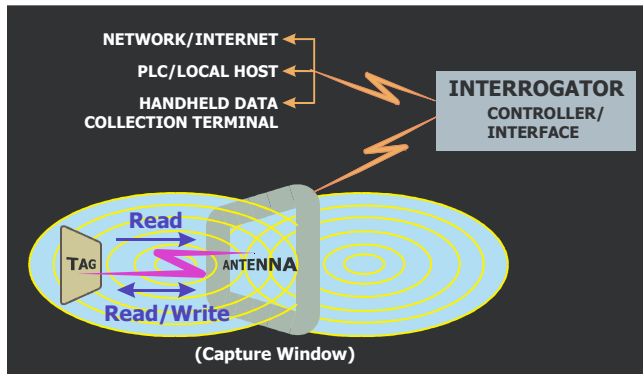 NETWORK/INTERNET
PLC/LOCAL HOST
HANDHELD DATA
COLLECTION TERMINAL
INTERROGATOR
CONTROLLER/
INTERFACE
Read
TAG
ANTENNA
Read/Write
(Capture Window)